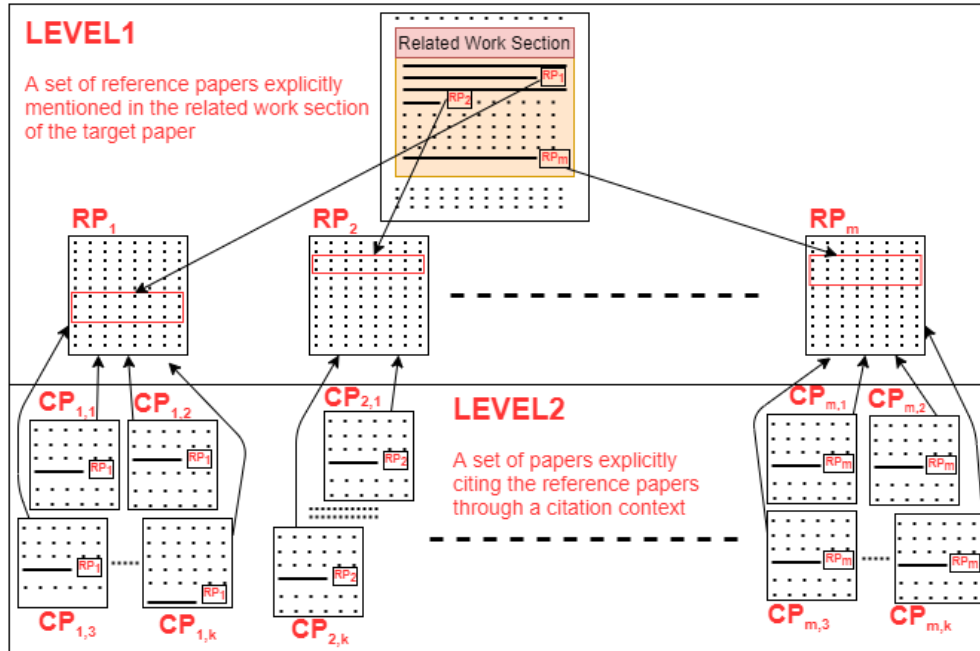 LEVEL1
A set of reference papers explicitly
mentioned in the related work section
of the target paper
Related Work Section
RP1
RP2
RPm
RP1
RP2
RPm
CP1,1
CP1,2
CP2,1
CPm,1
CPm,2
LEVEL2
A set of papers explicitly
citing the reference papers
through a citation context
RP1
RP1
RP2
RPm
RPm
RP1
RP1
RP2
RPm
RPm
CP1,3
CP1,k
CP2,k
CPm,3
CPm,k